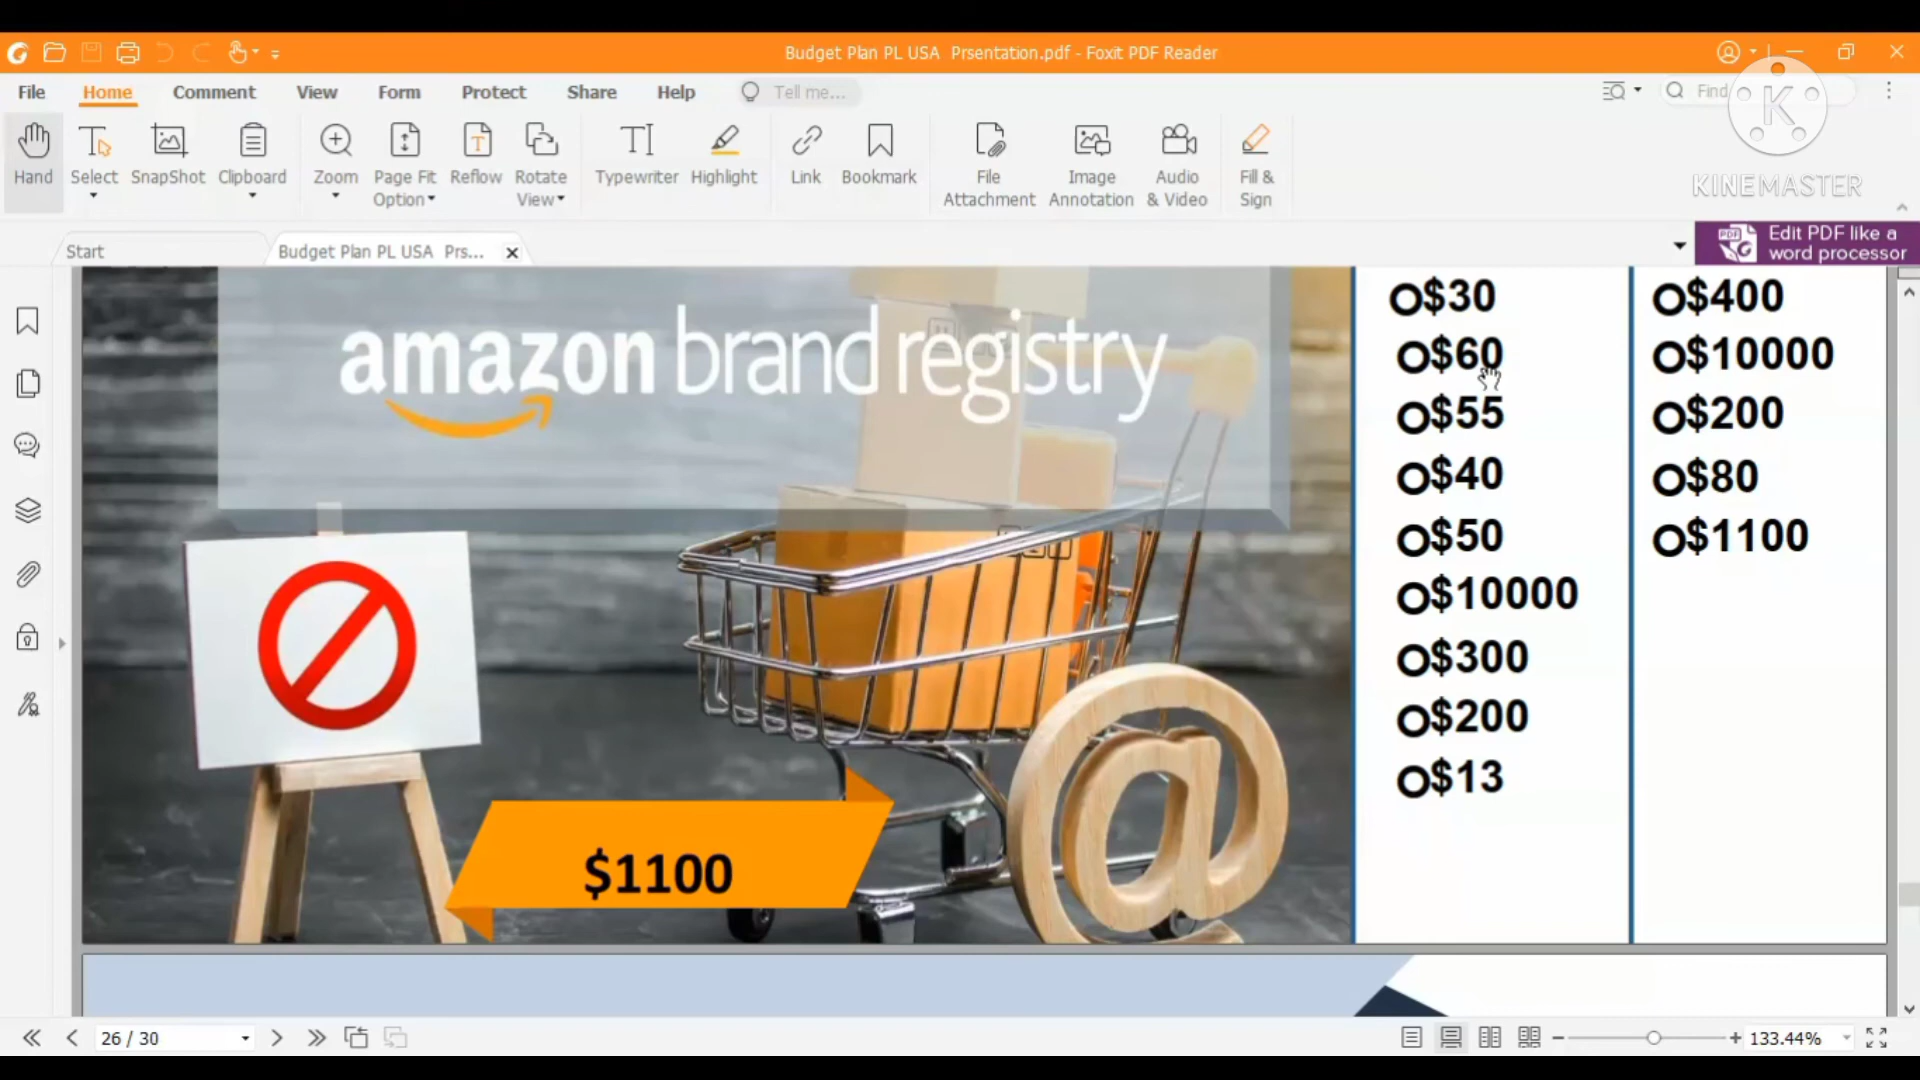 Budget Plan PL USA Prsentation.pdf - Foxit PDF Reader
File Home Comment View Form Protect Share Help Tell me... Find
K
KINEMASTER
Hand Select SnapShot Clipboard Zoom Page Fit Option Reflow Rotate View Typewriter Highlight Link Bookmark File Attachment Image Annotation Audio & Video Fill & Sign
Start
Budget Plan PL USA Prs...
Edit PDF like a
word processor
amazon brand registry
$1100
$30
$60
$55
$40
$50
$10000
$300
$200
$13
$400
$10000
$200
$80
$1100
26 / 30
133.44%